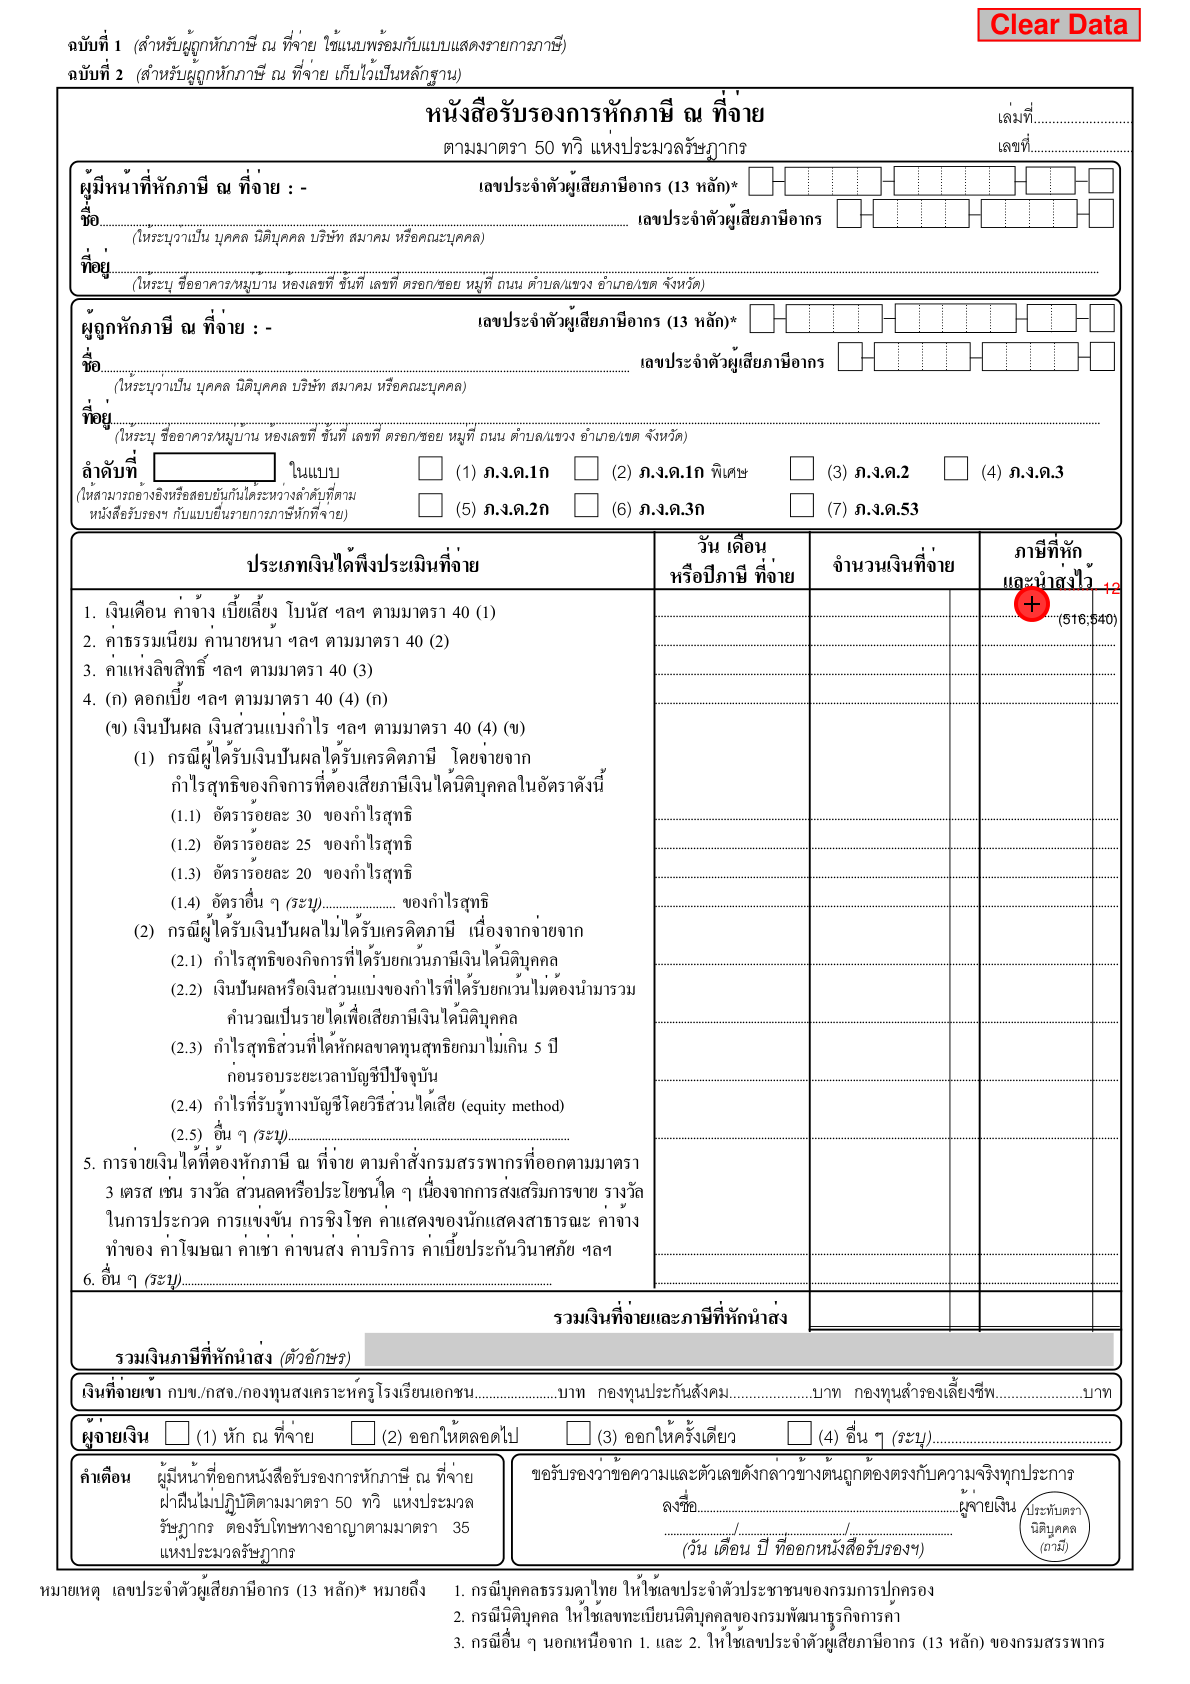 Clear Data
ฉบับที่ 1 (สำหรับผู้ถูกหักภาษี ณ ที่จ่าย ใช้แนบพร้อมกับแบบแสดงรายการภาษี)
ฉบับที่ 2 (สำหรับผู้ถูกหักภาษี ณ ที่จ่าย เก็บไว้เป็นหลักฐาน)
หนังสือรับรองการหักภาษี ณ ที่จ่าย
เล่มที่..........................
ตามมาตรา 50 ทวิ แห่งประมวลรัษฎากร
เลขที่............................
ผู้มีหน้าที่หักภาษี ณ ที่จ่าย : -
เลขประจำตัวผู้เสียภาษีอากร (13 หลัก)*
ชื่อ.................... เลขประจำตัวผู้เสียภาษีอากร
(ให้ระบุว่าเป็น บุคคล นิติบุคคล บริษัท สมาคม หรือคณะบุคคล)
ที่อยู่....................
(ให้ระบุ ชื่ออาคาร/หมู่บ้าน ห้องเลขที่ ชั้นที่ เลขที่ ตรอก/ซอย หมู่ที่ ถนน ตำบล/แขวง อำเภอ/เขต จังหวัด)
ผู้ถูกหักภาษี ณ ที่จ่าย : -
เลขประจำตัวผู้เสียภาษีอากร (13 หลัก)*
ชื่อ.................... เลขประจำตัวผู้เสียภาษีอากร
(ให้ระบุว่าเป็น บุคคล นิติบุคคล บริษัท สมาคม หรือคณะบุคคล)
ที่อยู่....................
(ให้ระบุ ชื่ออาคาร/หมู่บ้าน ห้องเลขที่ ชั้นที่ เลขที่ ตรอก/ซอย หมู่ที่ ถนน ตำบล/แขวง อำเภอ/เขต จังหวัด)
ลำดับที่ ในแบบ (1) ภ.ง.ด.1ก (2) ภ.ง.ด.1ก พิเศษ (3) ภ.ง.ด.2 (4) ภ.ง.ด.3
(ให้สามารถอ้างอิงหรือสอบยันกันได้ระหว่างลำดับที่ตาม
หนังสือรับรองฯ กับแบบยื่นรายการภาษีหักที่จ่าย)
(5) ภ.ง.ด.2ก (6) ภ.ง.ด.3ก (7) ภ.ง.ด.53
ประเภทเงินได้พึงประเมินที่จ่าย
วัน เดือน
หรือปีภาษี ที่จ่าย
จำนวนเงินที่จ่าย
ภาษีที่หัก
และนำส่งไว้
12
(516,540)
1. เงินเดือน ค่าจ้าง เบี้ยเลี้ยง โบนัส ฯลฯ ตามมาตรา 40 (1)
2. ค่าธรรมเนียม ค่านายหน้า ฯลฯ ตามมาตรา 40 (2)
3. ค่าแห่งลิขสิทธิ์ ฯลฯ ตามมาตรา 40 (3)
4. (ก) ดอกเบี้ย ฯลฯ ตามมาตรา 40 (4) (ก)
(ข) เงินปันผล เงินส่วนแบ่งกำไร ฯลฯ ตามมาตรา 40 (4) (ข)
(1) กรณีผู้ได้รับเงินปันผลได้รับเครดิตภาษี โดยจ่ายจาก
กำไรสุทธิของกิจการที่ต้องเสียภาษีเงินได้นิติบุคคลในอัตราดังนี้
(1.1) อัตราร้อยละ 30 ของกำไรสุทธิ
(1.2) อัตราร้อยละ 25 ของกำไรสุทธิ
(1.3) อัตราร้อยละ 20 ของกำไรสุทธิ
(1.4) อัตราอื่น ๆ (ระบุ)...................... ของกำไรสุทธิ
(2) กรณีผู้ได้รับเงินปันผลไม่ได้รับเครดิตภาษี เนื่องจากจ่ายจาก
(2.1) กำไรสุทธิของกิจการที่ได้รับยกเว้นภาษีเงินได้นิติบุคคล
(2.2) เงินปันผลหรือเงินส่วนแบ่งของกำไรที่ได้รับยกเว้นไม่ต้องนำมารวม
คำนวณเป็นรายได้เพื่อเสียภาษีเงินได้นิติบุคคล
(2.3) กำไรสุทธิส่วนที่ได้หักผลขาดทุนสุทธิยกมาไม่เกิน 5 ปี
ก่อนรอบระยะเวลาบัญชีปีปัจจุบัน
(2.4) กำไรที่รับรู้ทางบัญชีโดยวิธีส่วนได้เสีย (equity method)
(2.5) อื่น ๆ (ระบุ)....................
5. การจ่ายเงินได้ที่ต้องหักภาษี ณ ที่จ่าย ตามคำสั่งกรมสรรพากรที่ออกตามมาตรา
3 เตรส เช่น รางวัล ส่วนลดหรือประโยชน์ใด ๆ เนื่องจากการส่งเสริมการขาย รางวัล
ในการประกวด การแข่งขัน การชิงโชค ค่าแสดงของนักแสดงสาธารณะ ค่าจ้าง
ทำของ ค่าโฆษณา ค่าเช่า ค่าขนส่ง ค่าบริการ ค่าเบี้ยประกันวินาศภัย ฯลฯ
6. อื่น ๆ (ระบุ)....................
รวมเงินที่จ่ายและภาษีที่หักนำส่ง
รวมเงินภาษีที่หักนำส่ง (ตัวอักษร)
เงินที่จ่ายเข้า กบข./กสจ./กองทุนสงเคราะห์ครูโรงเรียนเอกชน......................บาท กองทุนประกันสังคม......................บาท กองทุนสำรองเลี้ยงชีพ.......................บาท
ผู้จ่ายเงิน (1) หัก ณ ที่จ่าย (2) ออกให้ตลอดไป (3) ออกให้ครั้งเดียว (4) อื่น ๆ (ระบุ)....................
คำเตือน ผู้มีหน้าที่ออกหนังสือรับรองการหักภาษี ณ ที่จ่าย
ฝ่าฝืนไม่ปฏิบัติตามมาตรา 50 ทวิ แห่งประมวล
รัษฎากร ต้องรับโทษทางอาญาตามมาตรา 35
แห่งประมวลรัษฎากร
ขอรับรองว่าข้อความและตัวเลขดังกล่าวข้างต้นถูกต้องตรงกับความจริงทุกประการ
ลงชื่อ....................ผู้จ่ายเงิน
................/................/................
(วัน เดือน ปี ที่ออกหนังสือรับรองฯ)
ประทับตรา
นิติบุคคล
(ถ้ามี)
หมายเหตุ เลขประจำตัวผู้เสียภาษีอากร (13 หลัก)* หมายถึง 1. กรณีบุคคลธรรมดาไทย ให้ใช้เลขประจำตัวประชาชนของกรมการปกครอง
2. กรณีนิติบุคคล ให้ใช้เลขทะเบียนนิติบุคคลของกรมพัฒนาธุรกิจการค้า
3. กรณีอื่น ๆ นอกเหนือจาก 1. และ 2. ให้ใช้เลขประจำตัวผู้เสียภาษีอากร (13 หลัก) ของกรมสรรพากร